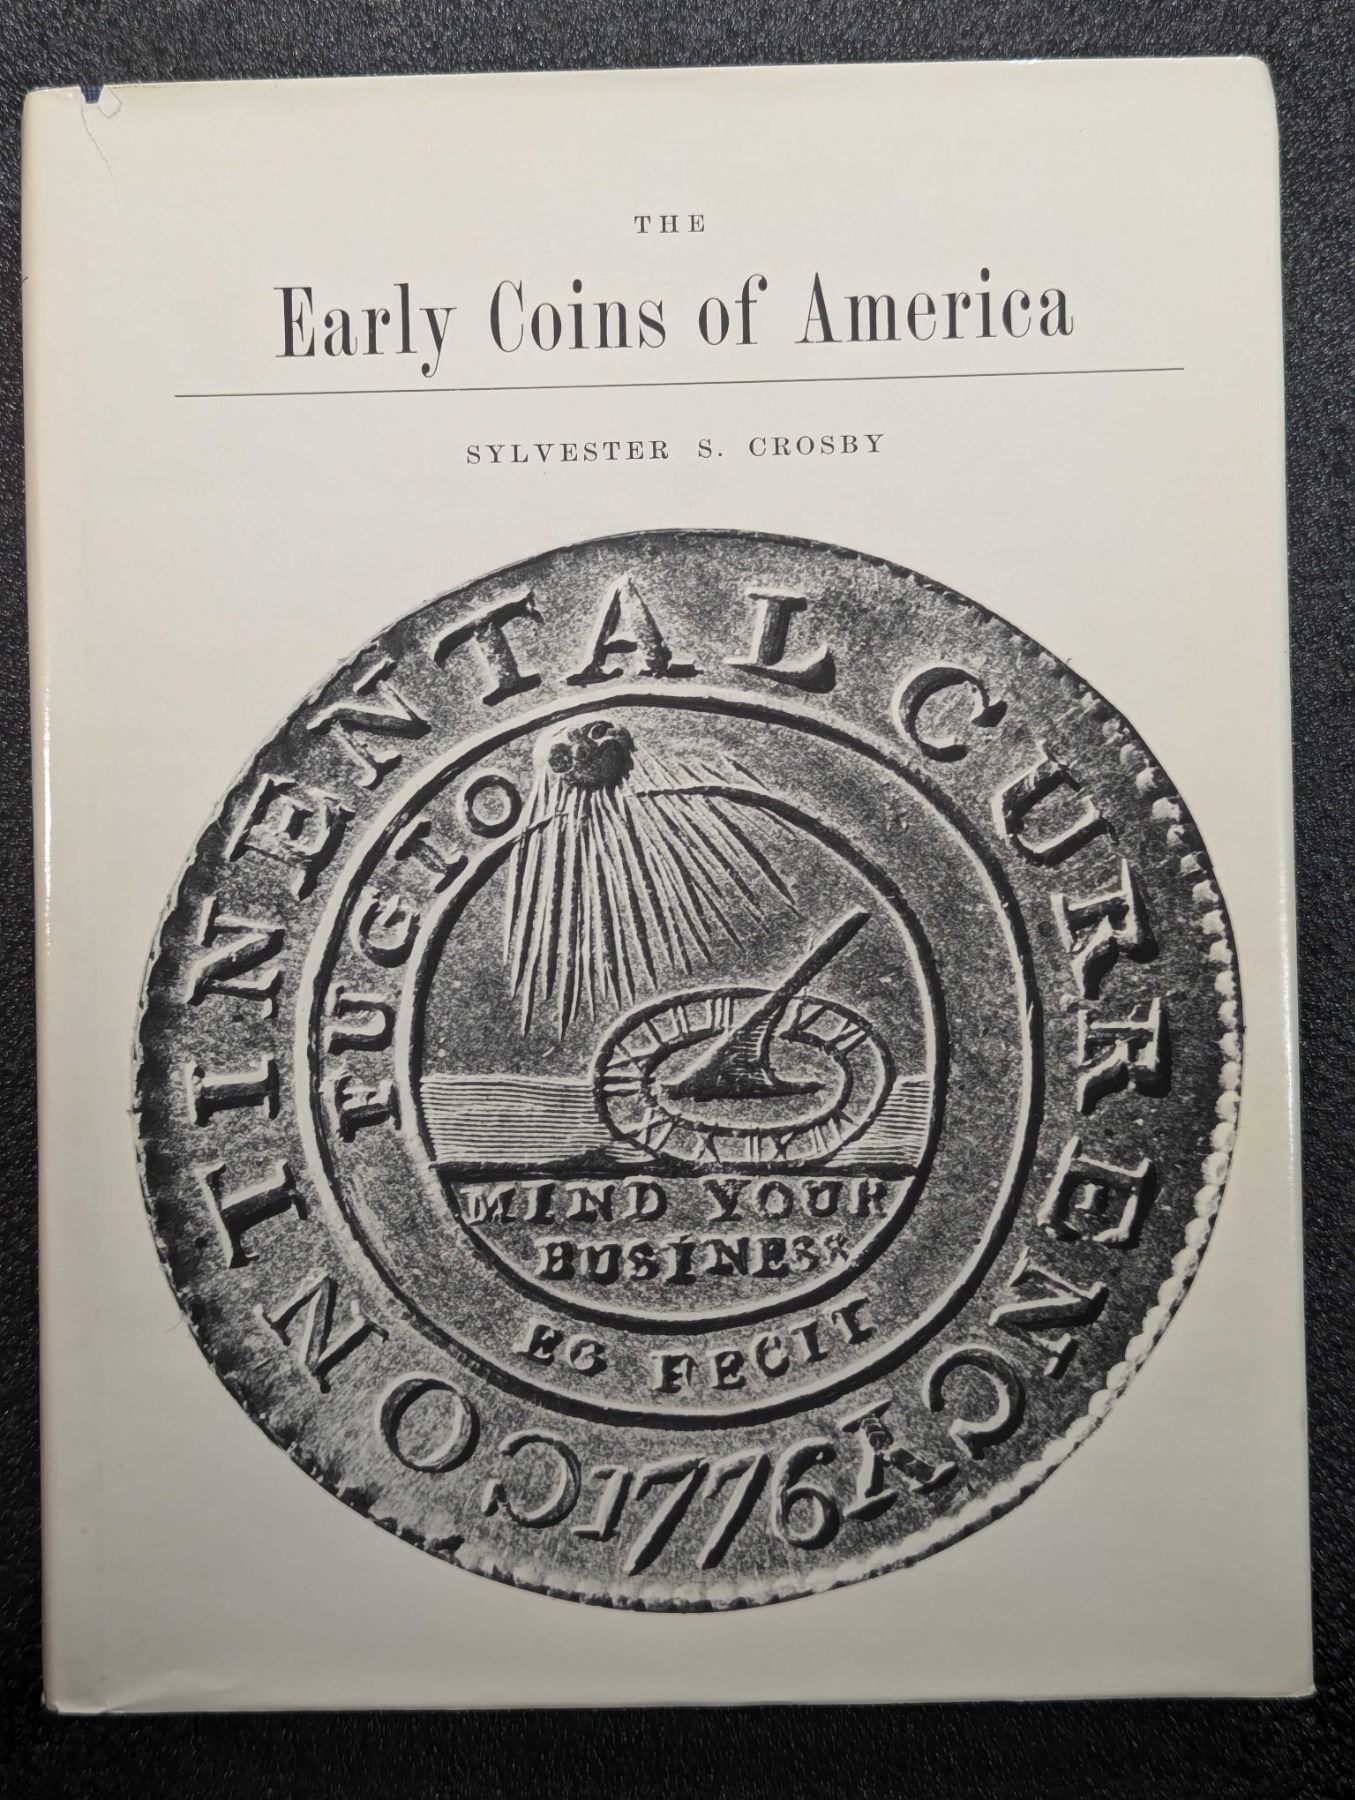 THE
Early Coins of America
SYLVESTER S. CROSBY
CONTINENTAL CURRENCY
1776
FUGIO
MIND YOUR
BUSINESS
EG FECIT